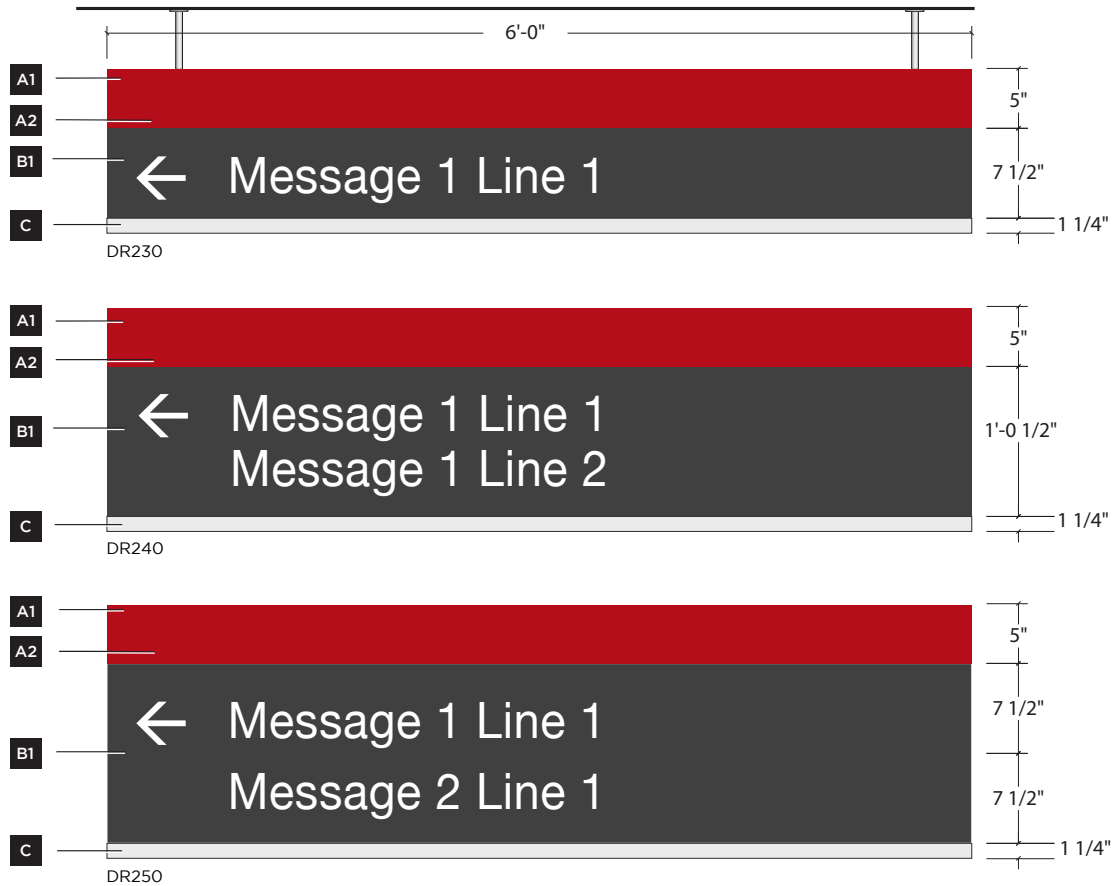 6'-0"
A1
5"
A2
B1
← Message 1 Line 1
7 1/2"
C
1 1/4"
DR230
A1
5"
A2
← Message 1 Line 1
B1
1'-0 1/2"
Message 1 Line 2
C
1 1/4"
DR240
A1
5"
A2
← Message 1 Line 1
7 1/2"
B1
Message 2 Line 1
7 1/2"
C
1 1/4"
DR250